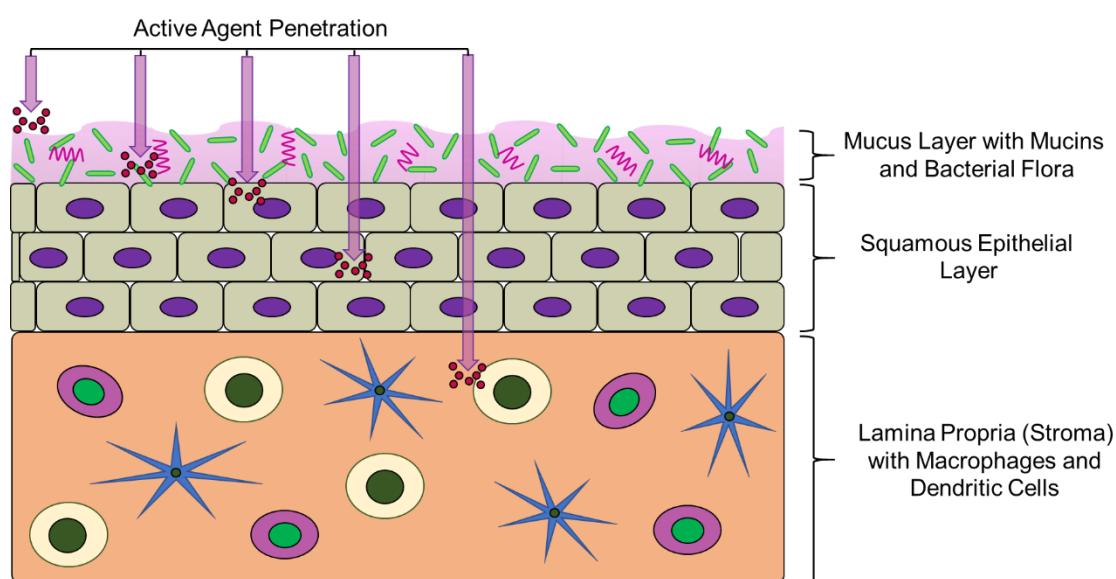 Active Agent Penetration
Mucus Layer with Mucins
and Bacterial Flora
Squamous Epithelial
Layer
Lamina Propria (Stroma)
with Macrophages and
Dendritic Cells